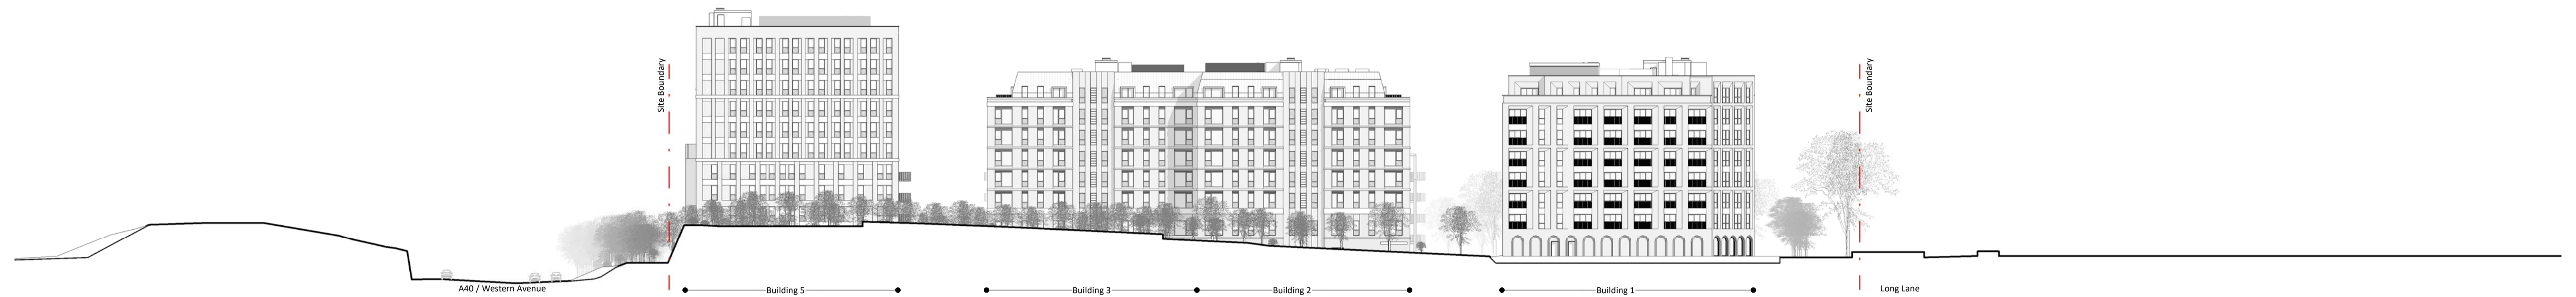 Site Boundary
Site Boundary
A40 / Western Avenue
Building 5
Building 3
Building 2
Building 1
Long Lane